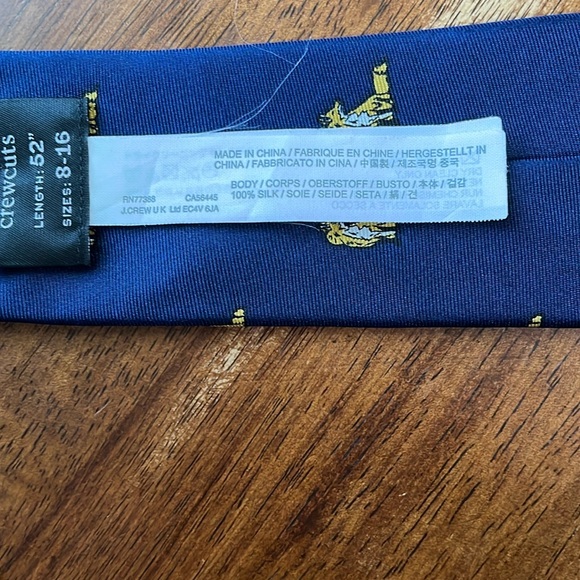 crewcuts
LENGTH: 52"
SIZES: 8-16
MADE IN CHINA / FABRIQUE EN CHINE / HERGESTELLT IN
CHINA / FABBRICATO IN CINA / 中国製 / 제조국명 중국
BODY / CORPS / OBERSTOFF / BUSTO / 本体 / 겉감
100% SILK / SOIE / SEIDE / SETA / 絹 / 견
RN77388 CA56445
J.CREW U K Ltd EC4V 6JA